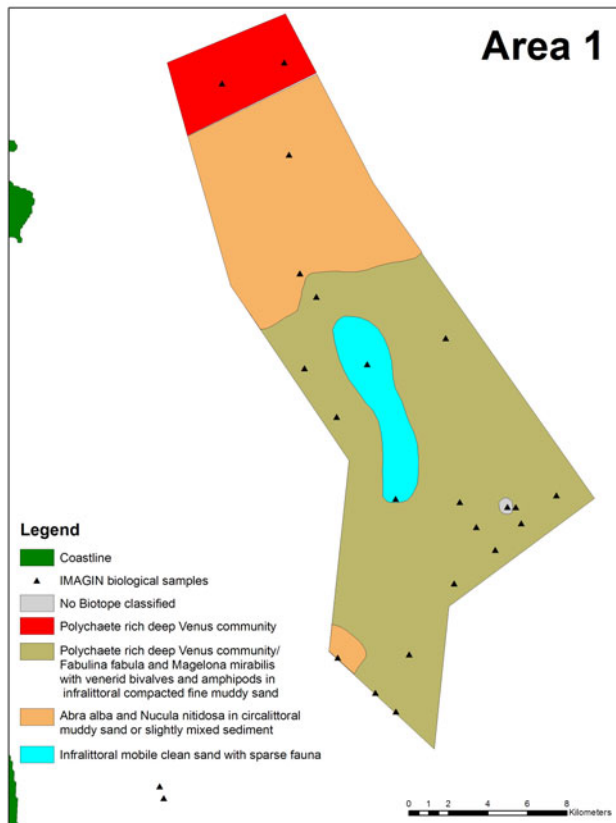 Area 1
Legend
Coastline
IMAGIN biological samples
No Biotope classified
Polychaete rich deep Venus community
Polychaete rich deep Venus community/
Fabulina fabula and Magelona mirabilis
with venerid bivalves and amphipods in
infralittoral compacted fine muddy sand
Abra alba and Nucula nitidosa in circalittoral
muddy sand or slightly mixed sediment
Infralittoral mobile clean sand with sparse fauna
0 1 2 4 6 8
Kilometers